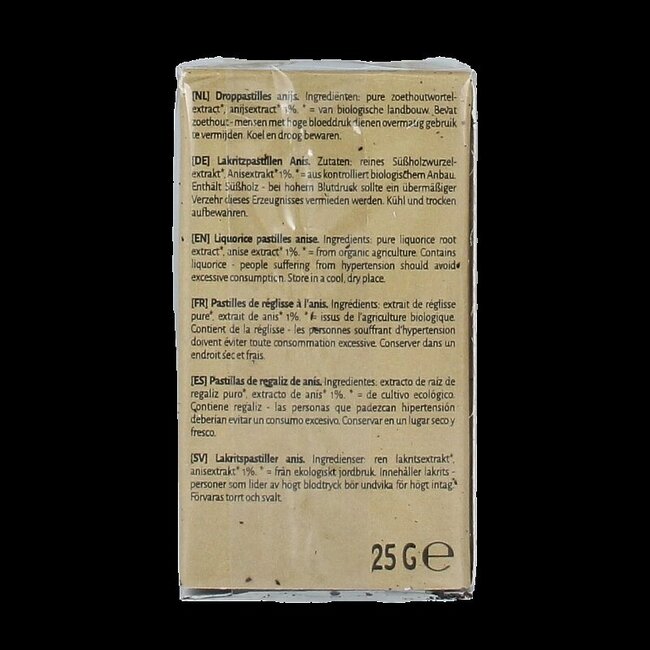 [NL] Droppastilles anijs. Ingredienten: pure zoethoutwortel-
extract*, anijsextract* 1%. * = van biologische landbouw. Bevat
zoethout - mensen met hoge bloeddruk dienen overmatig gebruik
te vermijden. Koel en droog bewaren.
[DE] Lakritzpastillen Anis. Zutaten: reines Süßholzwurzel-
extrakt*, Anisextrakt* 1%. * = aus kontrolliert biologischem Anbau.
Enthält Süßholz - bei hohem Blutdruck sollte ein übermäßiger
Verzehr dieses Erzeugnisses vermieden werden. Kühl und trocken
aufbewahren.
[EN] Liquorice pastilles anise. Ingredients: pure liquorice root
extract*, anise extract* 1%. * = from organic agriculture. Contains
liquorice - people suffering from hypertension should avoid
excessive consumption. Store in a cool, dry place.
[FR] Pastilles de réglisse à l'anis. Ingrédients: extrait de réglisse
pure*, extrait de anis* 1%. * = issus de l'agriculture biologique.
Contient de la réglisse - les personnes souffrant d'hypertension
doivent éviter toute consommation excessive. Conserver dans un
endroit sec et frais.
[ES] Pastillas de regaliz de anís. Ingredientes: extracto de raíz de
regaliz puro*, extracto de anís* 1%. * = de cultivo ecológico.
Contiene regaliz - las personas que padezcan hipertensión
deberían evitar un consumo excesivo. Conservar en un lugar seco y
fresco.
[SV] Lakritspastiller anis. Ingredienser: ren lakritsextrakt*,
anisextrakt* 1%. * = från ekologiskt jordbruk. Innehåller lakrits -
personer som lider av högt blodtryck bör undvika för högt intag.
Förvaras torrt och svalt.
25 G ℮